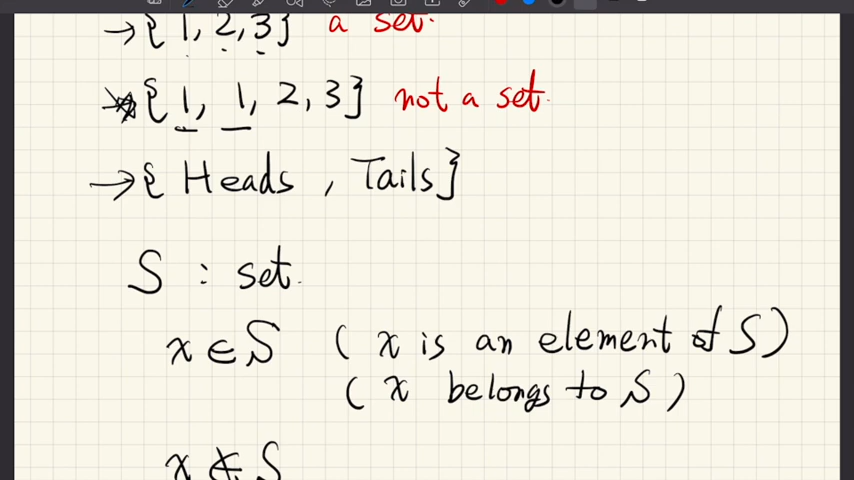 →{1, 2, 3} a set.
→{1, 1, 2, 3} not a set.
→{Heads, Tails}
S : set.
x ∈ S (x is an element of S)
(x belongs to S)
x ∉ S